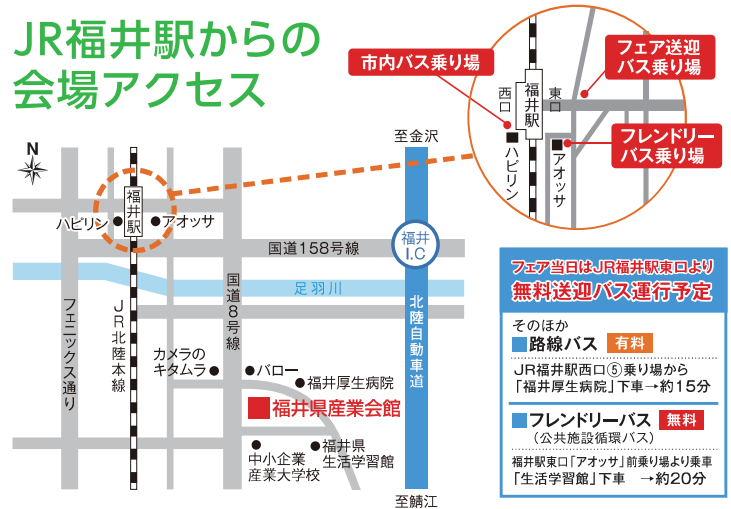 JR福井駅からの
会場アクセス
市内バス乗り場
フェア送迎
バス乗り場
西口
福井駅
東口
フレンドリー
バス乗り場
ハピリン
アオッサ
N
至金沢
福井駅
ハピリン
アオッサ
福井
I.C
国道158号線
足羽川
フェニックス通り
JR北陸本線
国道8号線
北陸自動車道
カメラの
キタムラ
バロー
福井厚生病院
福井県産業会館
中小企業
産業大学校
福井県
生活学習館
至鯖江
フェア当日はJR福井駅東口より
無料送迎バス運行予定
そのほか
路線バス 有料
JR福井駅西口⑤乗り場から
「福井厚生病院」下車→約15分
フレンドリーバス 無料
(公共施設循環バス)
福井駅東口「アオッサ」前乗り場より乗車
「生活学習館」下車 →約20分